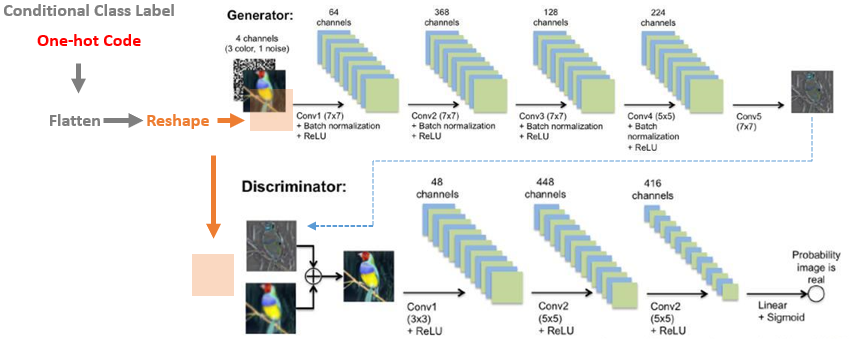 Conditional Class Label
One-hot Code
Flatten
Reshape
Generator:
4 channels
(3 color, 1 noise)
64
channels
368
channels
128
channels
224
channels
Conv1 (7x7)
+ Batch normalization
+ ReLU
Conv2 (7x7)
+ Batch normalization
+ ReLU
Conv3 (7x7)
+ Batch normalization
+ ReLU
Conv4 (5x5)
+ Batch
normalization
+ ReLU
Conv5
(7x7)
Discriminator:
48
channels
448
channels
416
channels
Conv1
(3x3)
+ ReLU
Conv2
(5x5)
+ ReLU
Conv2
(5x5)
+ ReLU
Linear
+ Sigmoid
Probability
image is
real